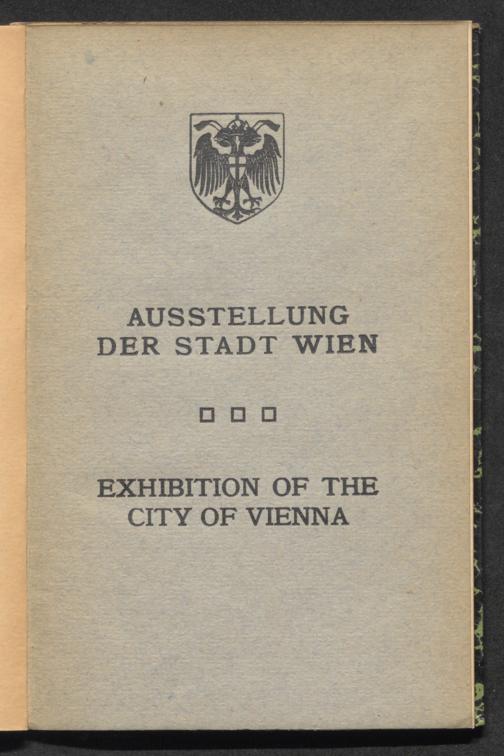 AUSSTELLUNG
DER STADT WIEN
EXHIBITION OF THE
CITY OF VIENNA